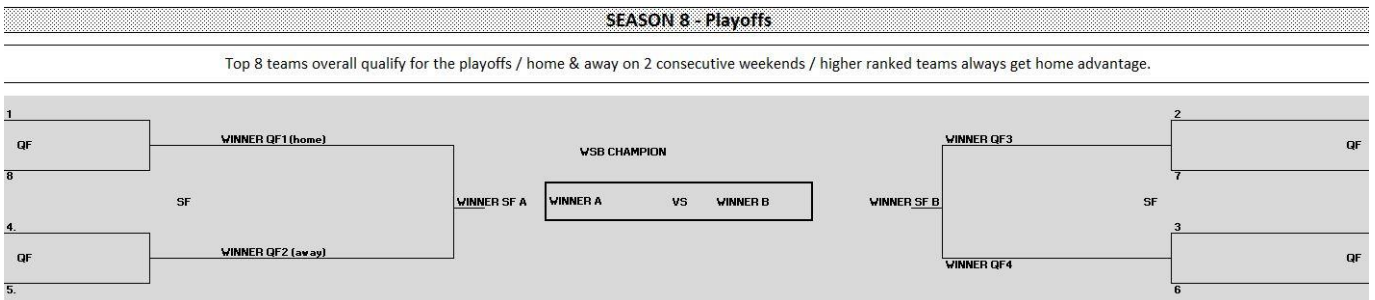 SEASON 8 - Playoffs
Top 8 teams overall qualify for the playoffs / home & away on 2 consecutive weekends / higher ranked teams always get home advantage.
1
2
WINNER QF1 (home)
WINNER QF3
QF
QF
WSB CHAMPION
8
7
SF
WINNER SF A
WINNER A VS WINNER B
WINNER SF B
SF
4.
3
WINNER QF2 (away)
QF
QF
WINNER QF4
5.
6